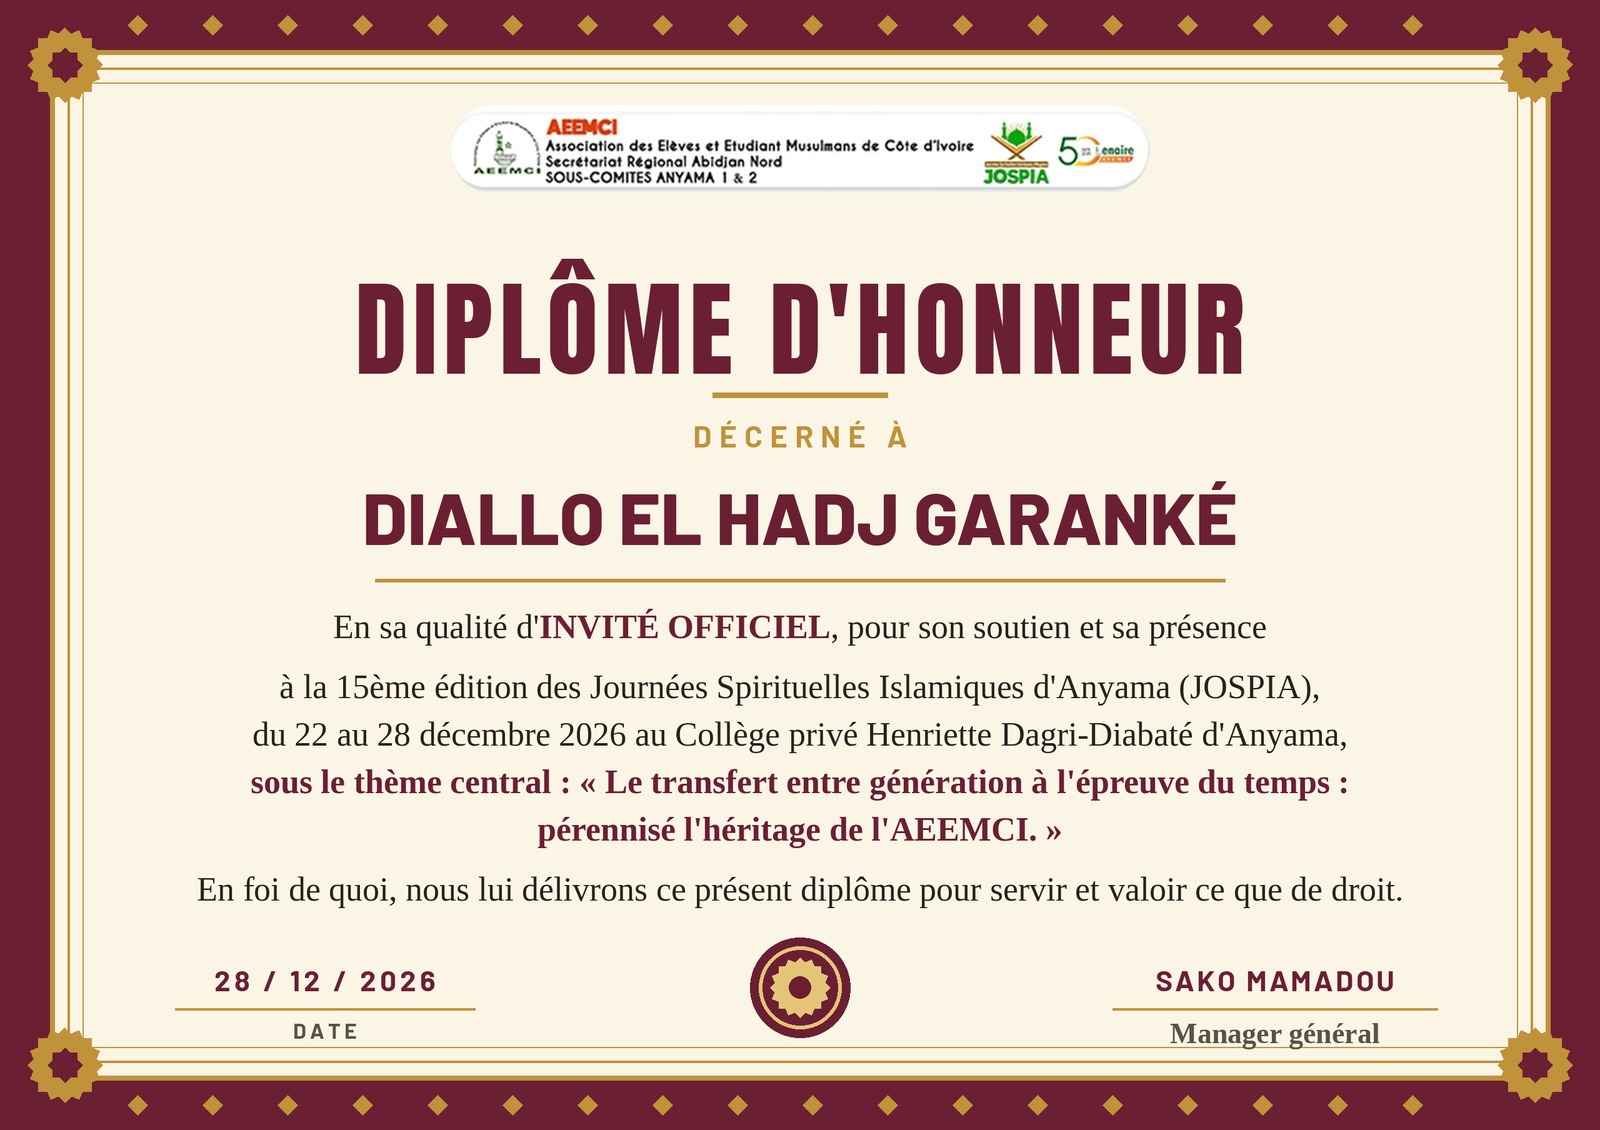 AEEMCI
AEEMCI
Association des Elèves et Etudiant Musulmans de Côte d'Ivoire
Secrétariat Régional Abidjan Nord
SOUS-COMITES ANYAMA 1 & 2
JOSPIA
50enaire
DIPLÔME D'HONNEUR
DÉCERNÉ À
DIALLO EL HADJ GARANKÉ
En sa qualité d'INVITÉ OFFICIEL, pour son soutien et sa présence
à la 15ème édition des Journées Spirituelles Islamiques d'Anyama (JOSPIA),
du 22 au 28 décembre 2026 au Collège privé Henriette Dagri-Diabaté d'Anyama,
sous le thème central : « Le transfert entre génération à l'épreuve du temps :
pérennisé l'héritage de l'AEEMCI. »
En foi de quoi, nous lui délivrons ce présent diplôme pour servir et valoir ce que de droit.
28 / 12 / 2026
DATE
SAKO MAMADOU
Manager général